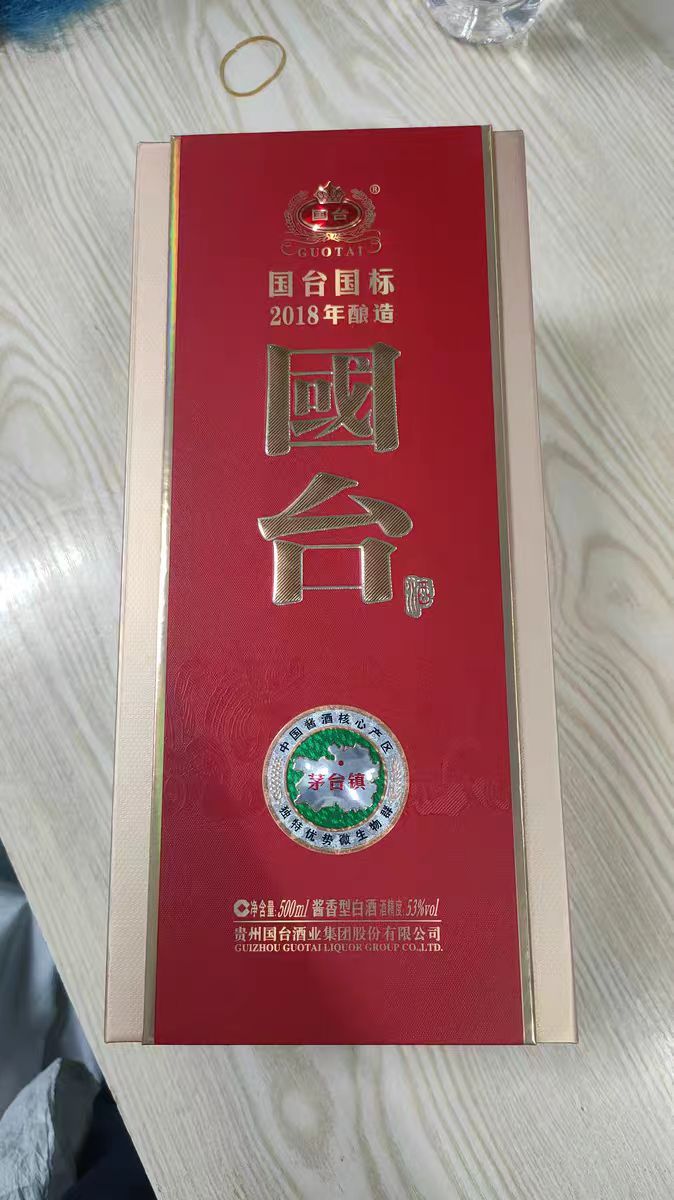 国台
®
GUOTAI
国台国标
2018年酿造
國
台
酒
中国酱酒核心产区
茅台镇
独特优势微生物群
净含量:500ml 酱香型白酒 酒精度:53%vol
贵州国台酒业集团股份有限公司
GUIZHOU GUOTAI LIQUOR GROUP CO.,LTD.